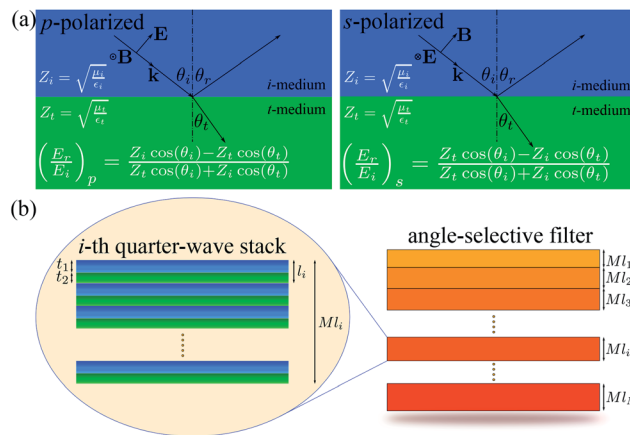 (a)
p-polarized
E
⊗B
k
θᵢ θᵣ
Zᵢ = √(μᵢ/ϵᵢ)
i-medium
Zₜ = √(μₜ/ϵₜ)
t-medium
θₜ
(Eᵣ/Eᵢ)ₚ = (Zᵢ cos(θᵢ)−Zₜ cos(θₜ))/(Zₜ cos(θᵢ)+Zᵢ cos(θₜ))
s-polarized
B
⊗E
k
θᵢ θᵣ
Zᵢ = √(μᵢ/ϵᵢ)
i-medium
Zₜ = √(μₜ/ϵₜ)
t-medium
θₜ
(Eᵣ/Eᵢ)ₛ = (Zₜ cos(θᵢ)−Zᵢ cos(θₜ))/(Zₜ cos(θᵢ)+Zᵢ cos(θₜ))
(b)
i-th quarter-wave stack
t₁
t₂
lᵢ
Mlᵢ
angle-selective filter
Ml₁
Ml₂
Ml₃
Mlᵢ